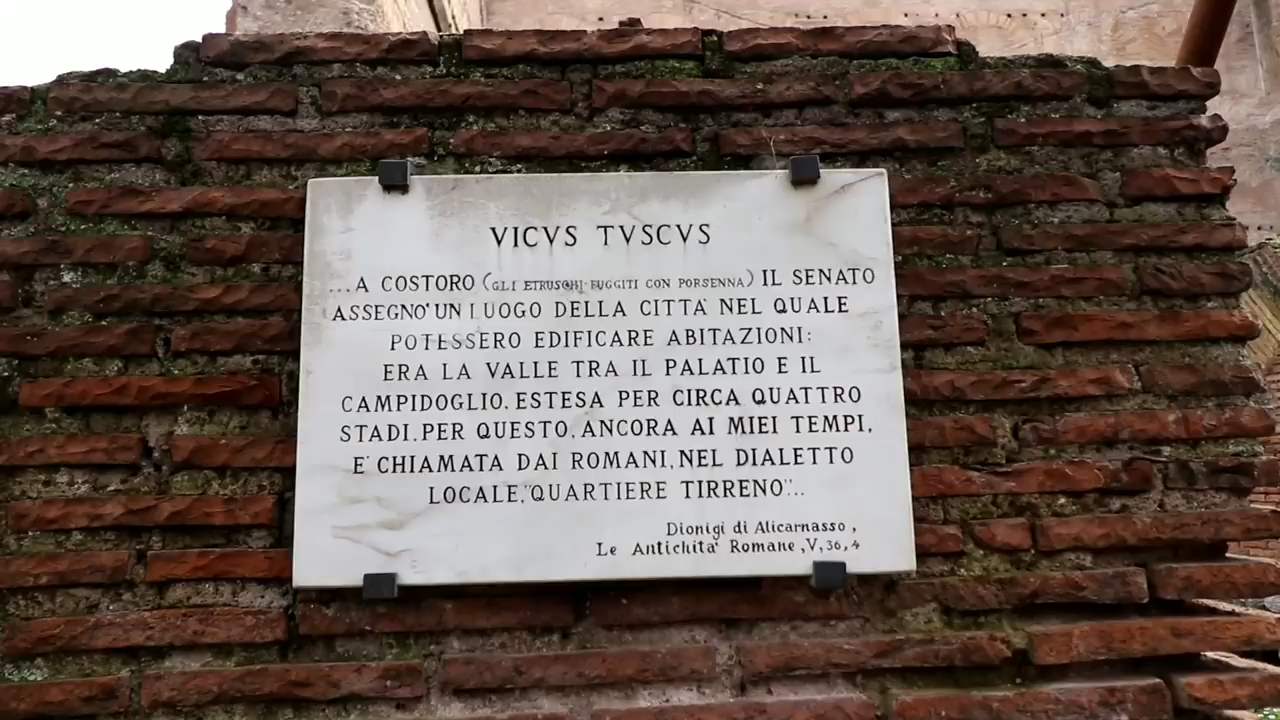 VICVS TVSCVS
...A COSTORO (GLI ETRUSCHI FUGGITI CON PORSENNA) IL SENATO
ASSEGNO' UN LUOGO DELLA CITTA' NEL QUALE
POTESSERO EDIFICARE ABITAZIONI:
ERA LA VALLE TRA IL PALATIO E IL
CAMPIDOGLIO, ESTESA PER CIRCA QUATTRO
STADI. PER QUESTO, ANCORA AI MIEI TEMPI,
E' CHIAMATA DAI ROMANI, NEL DIALETTO
LOCALE, "QUARTIERE TIRRENO"...
Dionigi di Alicarnasso,
Le Antichita' Romane, V, 36, 4